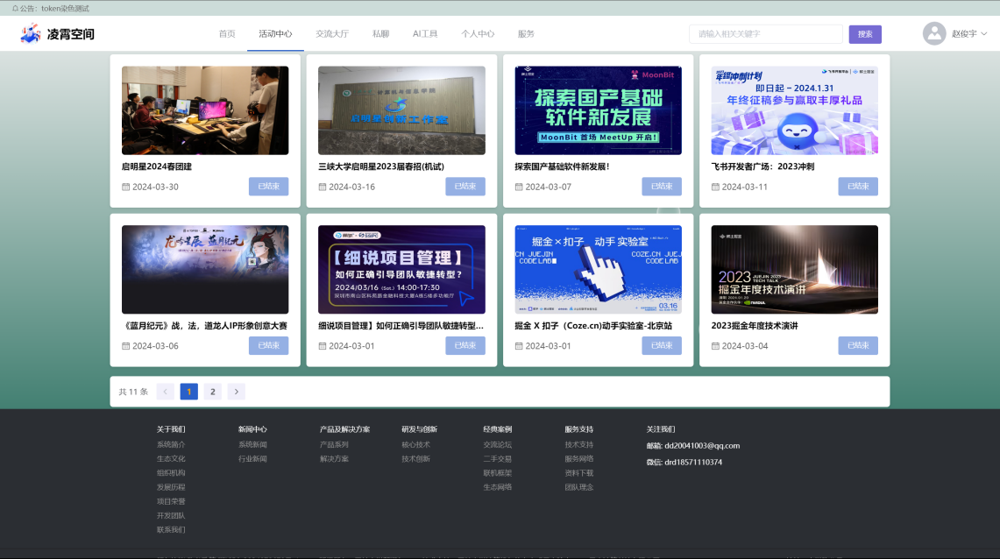 公告：token染色测试
凌霄空间
首页 活动中心 交流大厅 私聊 AI工具 个人中心 服务
请输入相关关键字 搜索 赵俊宇
计算机与信息学院
启明星创新工作室
MoonBit
探索国产基础
软件新发展
MoonBit 首场 MeetUp 开启!
年终冲刺计划
即日起 – 2024.1.31
年终征稿参与赢取丰厚礼品
启明星2024春团建
三峡大学启明星2023届春招(机试)
探索国产基础软件新发展！
飞书开发者广场：2023冲刺
2024-03-30 已结束
2024-03-16 已结束
2024-03-07 已结束
2024-03-11 已结束
龙吟星辰 蓝月纪元
【细说项目管理】
如何正确引导团队敏捷转型？
2024/03/16 (Sat.) 14:00-17:30
掘金×扣子 动手实验室
CN JUEJIN
CODE LAB
COZE.CN JUEJ
CODELAB
03.16
2023 JUEJIN 2023
TECH TALK
掘金年度技术演讲
NVIDIA
《蓝月纪元》战，法，道龙人IP形象创意大赛
细说项目管理】如何正确引导团队敏捷转型...
掘金 X 扣子（Coze.cn)动手实验室-北京站
2023掘金年度技术演讲
2024-03-06 已结束
2024-03-01 已结束
2024-03-01 已结束
2024-03-04 已结束
共 11 条 < 1 2 >
关于我们
系统简介
生态文化
组织机构
发展历程
项目荣誉
开发团队
联系我们
新闻中心
系统新闻
行业新闻
产品及解决方案
产品系列
解决方案
研发与创新
核心技术
技术创新
经典案例
交流论坛
二手交易
联机框架
生态网络
服务支持
技术支持
服务网络
资料下载
团队理念
关注我们
邮箱: dd20041003@qq.com
微信: drd18571110374